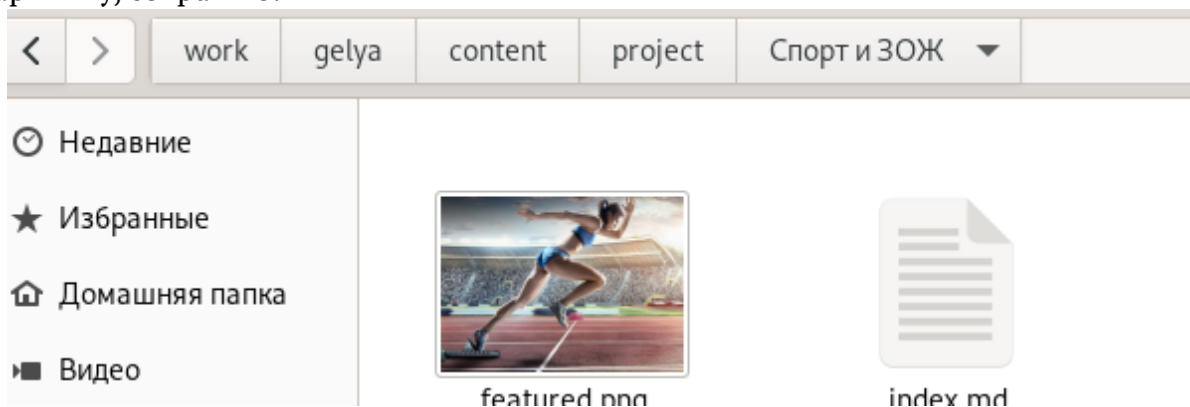 work gelya content project Спорт и ЗОЖ
Недавние
Избранные
Домашняя папка
Видео
featured.png index.md